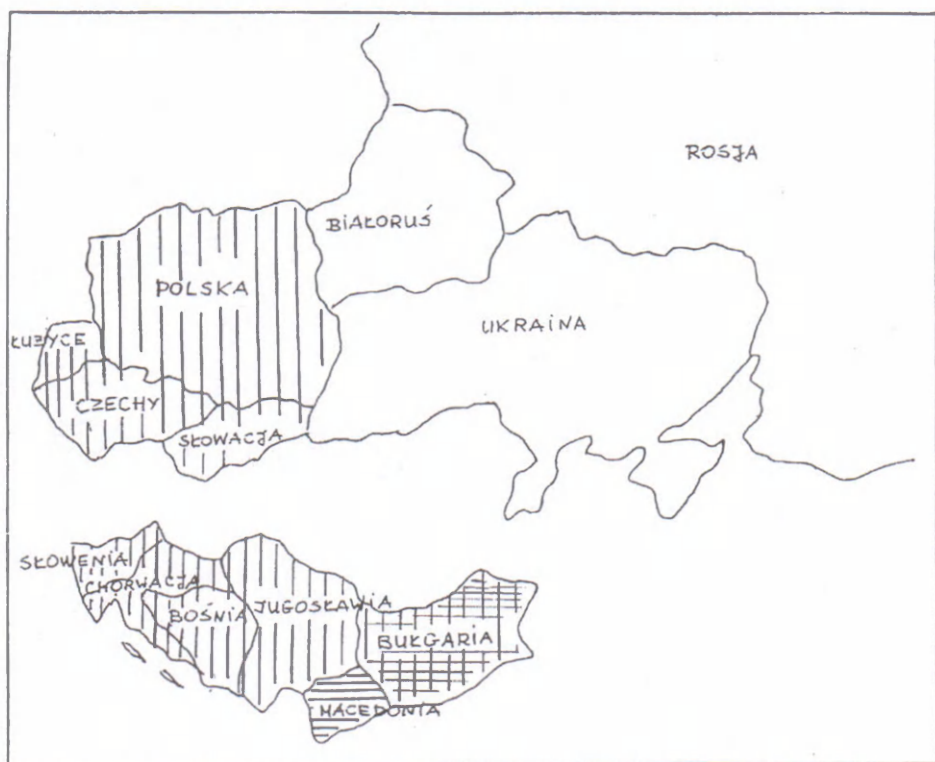 ROSJA
BIAŁORUŚ
POLSKA
UKRAINA
ŁUŻYCE
CZECHY
SŁOWACJA
SŁOWENIA
CHORWACJA
BOŚNIA
JUGOSŁAWIA
BUŁGARIA
MACEDONIA